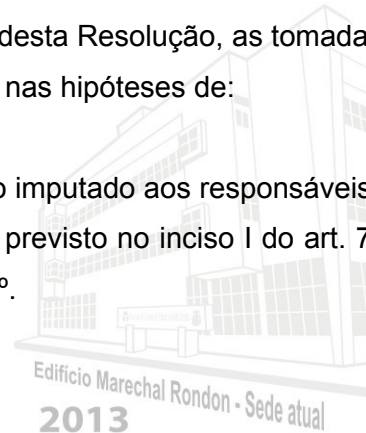 desta Resolução, as tomada
nas hipóteses de:
o imputado aos responsáveis
previsto no inciso I do art. 7
º.
Edifício Marechal Rondon - Sede atual
2013